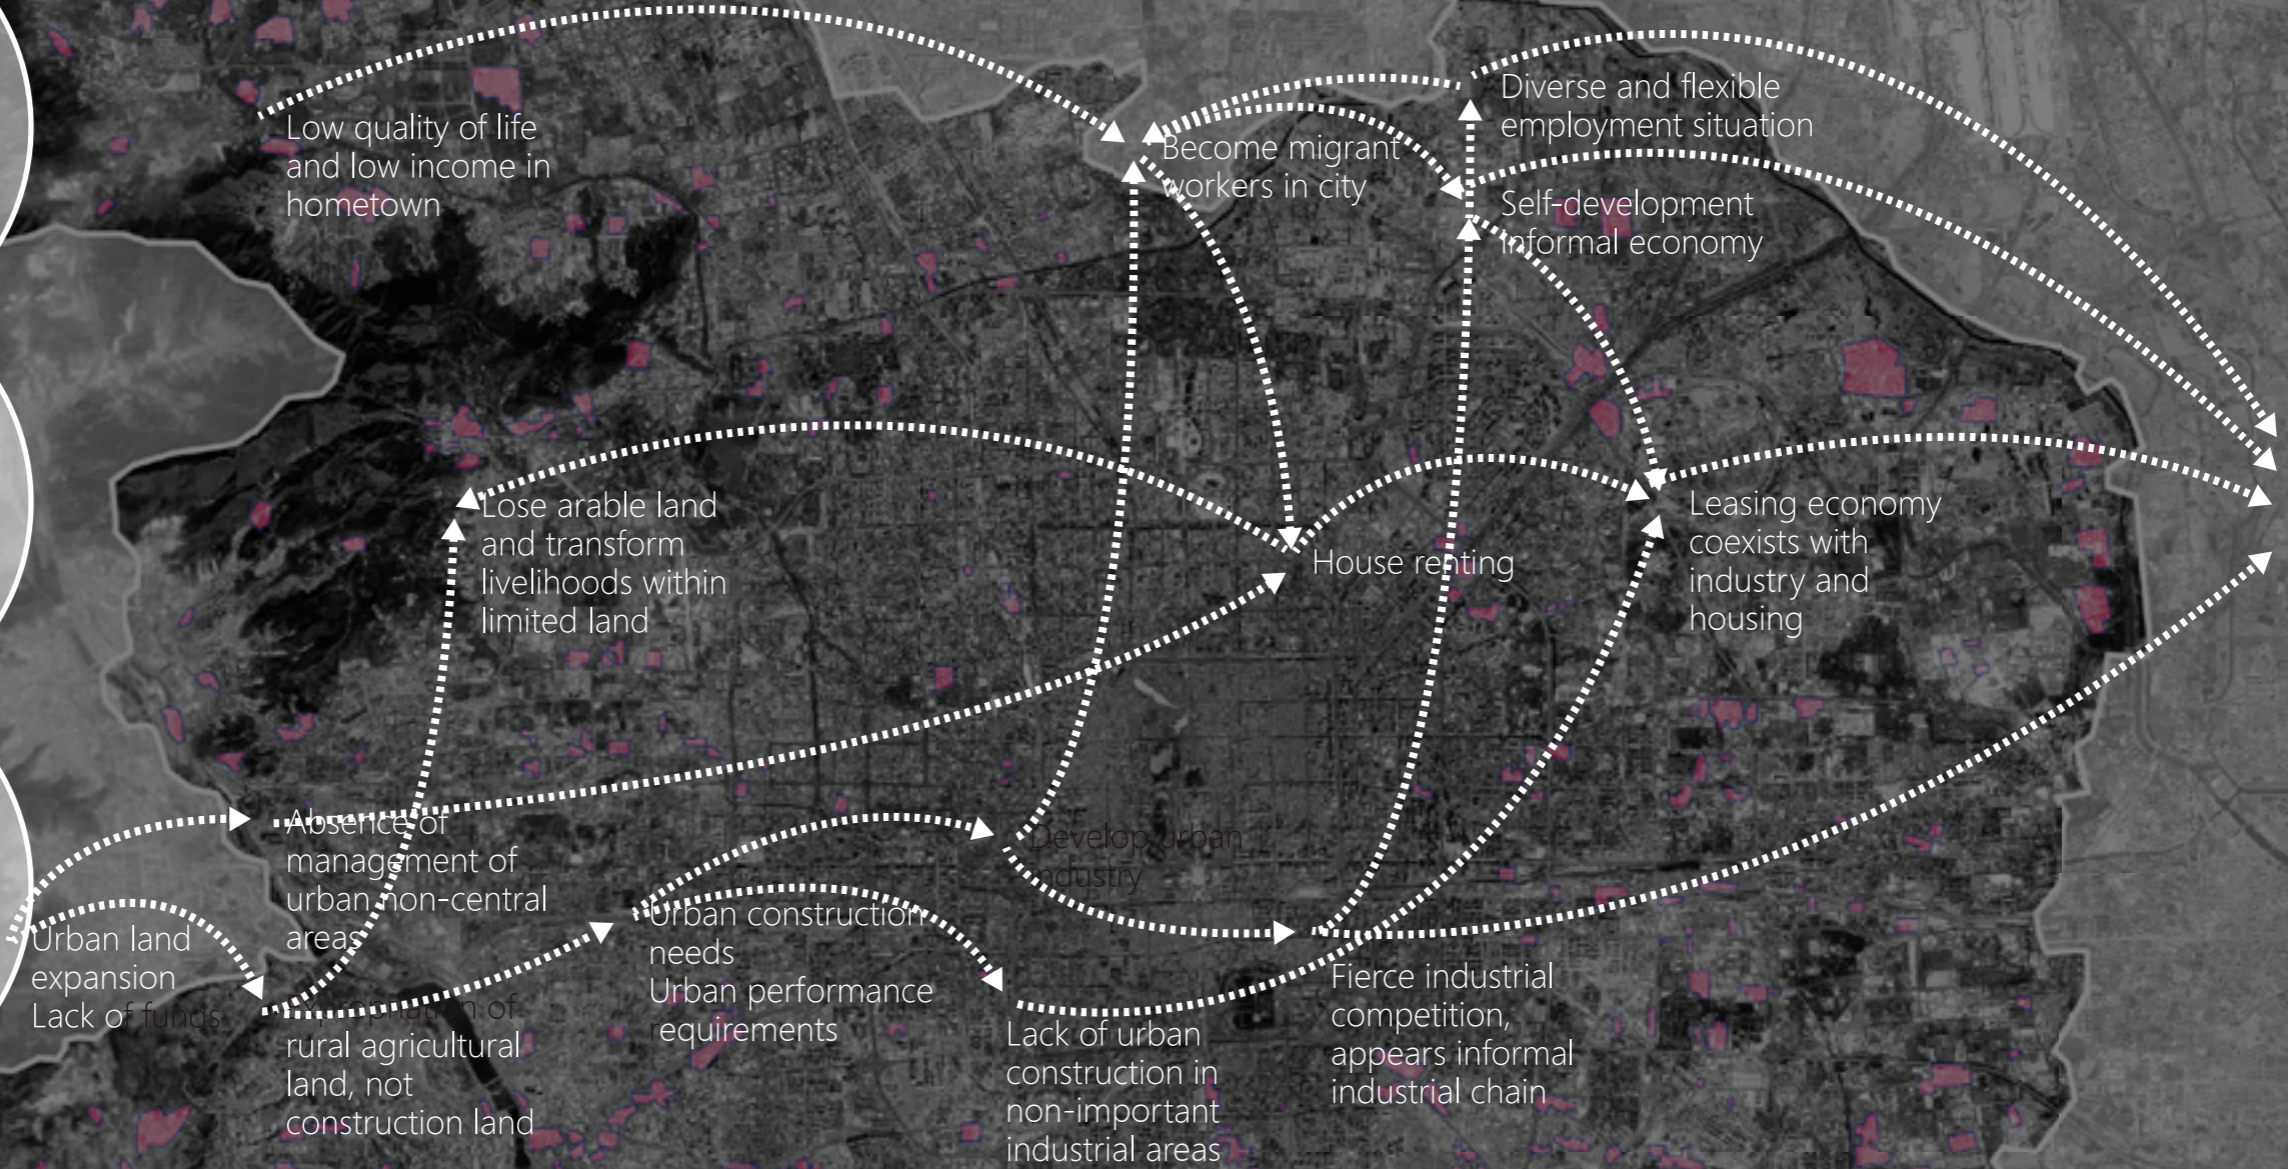 Low quality of life
and low income in
hometown
Become migrant
workers in city
Diverse and flexible
employment situation
Self-development
informal economy
Lose arable land
and transform
livelihoods within
limited land
House renting
Leasing economy
coexists with
industry and
housing
Absence of
management of
urban non-central
areas
Urban land
expansion
Lack of funds
Expropriation of
rural agricultural
land, not
construction land
Urban construction
needs
Urban performance
requirements
Develop urban
industry
Lack of urban
construction in
non-important
industrial areas
Fierce industrial
competition,
appears informal
industrial chain